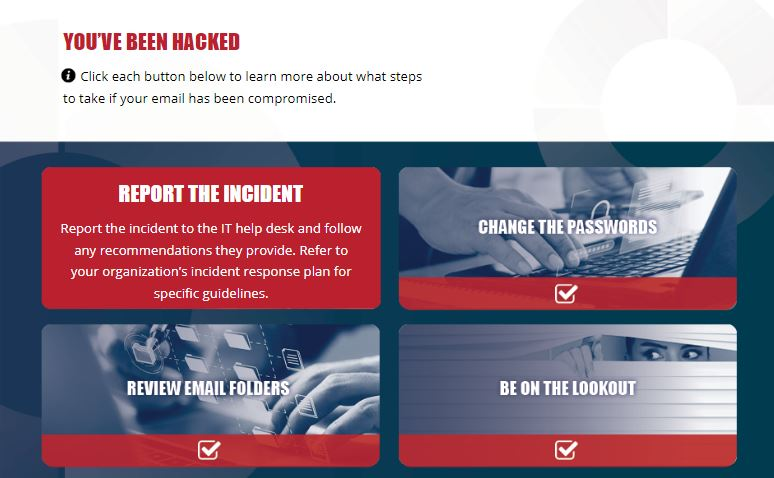 YOU'VE BEEN HACKED
Click each button below to learn more about what steps
to take if your email has been compromised.
REPORT THE INCIDENT
Report the incident to the IT help desk and follow
any recommendations they provide. Refer to
your organization's incident response plan for
specific guidelines.
CHANGE THE PASSWORDS
REVIEW EMAIL FOLDERS
BE ON THE LOOKOUT